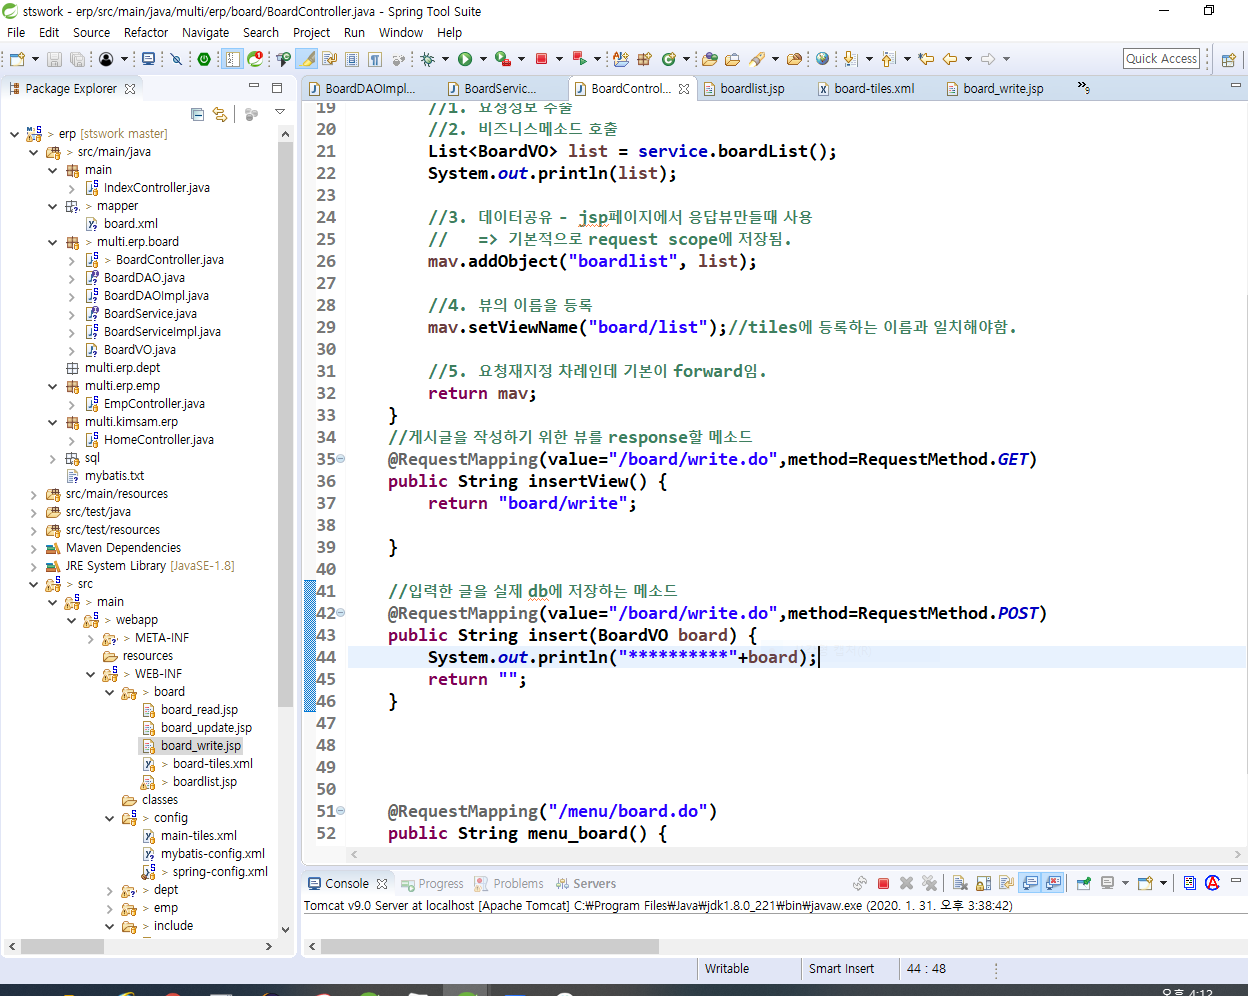 stswork - erp/src/main/java/multi/erp/board/BoardController.java - Spring Tool Suite
File Edit Source Refactor Navigate Search Project Run Window Help
Quick Access
Package Explorer
BoardDAOImpl...
BoardServic...
BoardControl...
boardlist.jsp
board-tiles.xml
board_write.jsp
»9
> erp [stswork master]
> src/main/java
main
IndexController.java
> mapper
board.xml
> multi.erp.board
> BoardController.java
BoardDAO.java
BoardDAOImpl.java
BoardService.java
BoardServiceImpl.java
BoardVO.java
multi.erp.dept
multi.erp.emp
EmpController.java
multi.kimsam.erp
HomeController.java
sql
mybatis.txt
src/main/resources
src/test/java
src/test/resources
Maven Dependencies
JRE System Library [JavaSE-1.8]
> src
> main
> webapp
> META-INF
resources
> WEB-INF
> board
board_read.jsp
board_update.jsp
board_write.jsp
> board-tiles.xml
> boardlist.jsp
classes
> config
main-tiles.xml
mybatis-config.xml
> spring-config.xml
> dept
> emp
> include
19 //1. 요청정보 추출
20 //2. 비즈니스메소드 호출
21 List<BoardVO> list = service.boardList();
22 System.out.println(list);
23
24 //3. 데이터공유 - jsp페이지에서 응답뷰만들때 사용
25 //   => 기본적으로 request scope에 저장됨.
26 mav.addObject("boardlist", list);
27
28 //4. 뷰의 이름을 등록
29 mav.setViewName("board/list");//tiles에 등록하는 이름과 일치해야함.
30
31 //5. 요청재지정 차례인데 기본이 forward임.
32 return mav;
33 }
34 //게시글을 작성하기 위한 뷰를 response할 메소드
35 @RequestMapping(value="/board/write.do",method=RequestMethod.GET)
36 public String insertView() {
37 return "board/write";
38
39 }
40
41 //입력한 글을 실제 db에 저장하는 메소드
42 @RequestMapping(value="/board/write.do",method=RequestMethod.POST)
43 public String insert(BoardVO board) {
44 System.out.println("**********"+board);
45 return "";
46 }
47
48
49
50
51 @RequestMapping("/menu/board.do")
52 public String menu_board() {
Console Progress Problems Servers
Tomcat v9.0 Server at localhost [Apache Tomcat] C:₩Program Files₩Java₩jdk1.8.0_221₩bin₩javaw.exe (2020. 1. 31. 오후 3:38:42)
Writable Smart Insert 44 : 48
오후 4:12